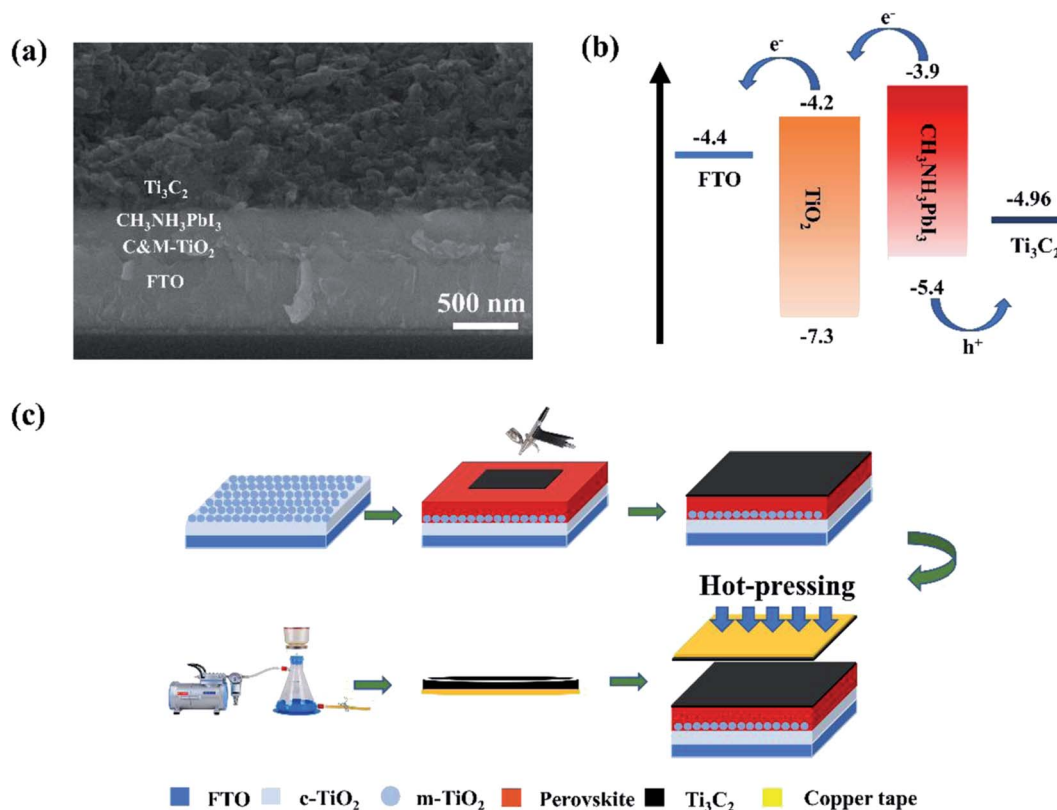 (a)
Ti₃C₂
CH₃NH₃PbI₃
C&M-TiO₂
FTO
500 nm
(b)
e⁻
e⁻
-3.9
-4.2
-4.4
FTO
TiO₂
CH₃NH₃PbI₃
-4.96
Ti₃C₂
-5.4
-7.3
h⁺
(c)
Hot-pressing
FTO c-TiO₂ m-TiO₂ Perovskite Ti₃C₂ Copper tape